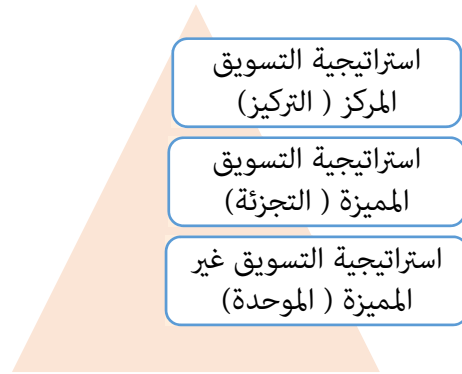 استراتيجية التسويق
المركز ( التركيز)
استراتيجية التسويق
المميزة ( التجزئة)
استراتيجية التسويق غير
المميزة ( الموحدة)